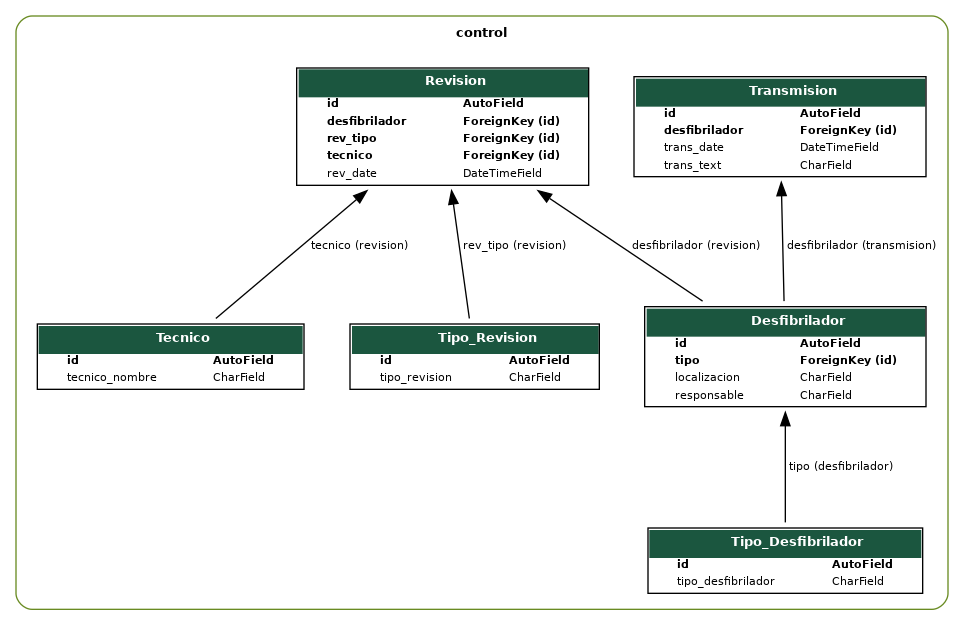 control
Revision
id AutoField
desfibrilador ForeignKey (id)
rev_tipo ForeignKey (id)
tecnico ForeignKey (id)
rev_date DateTimeField
Transmision
id AutoField
desfibrilador ForeignKey (id)
trans_date DateTimeField
trans_text CharField
tecnico (revision)
rev_tipo (revision)
desfibrilador (revision)
desfibrilador (transmision)
Tecnico
id AutoField
tecnico_nombre CharField
Tipo_Revision
id AutoField
tipo_revision CharField
Desfibrilador
id AutoField
tipo ForeignKey (id)
localizacion CharField
responsable CharField
tipo (desfibrilador)
Tipo_Desfibrilador
id AutoField
tipo_desfibrilador CharField